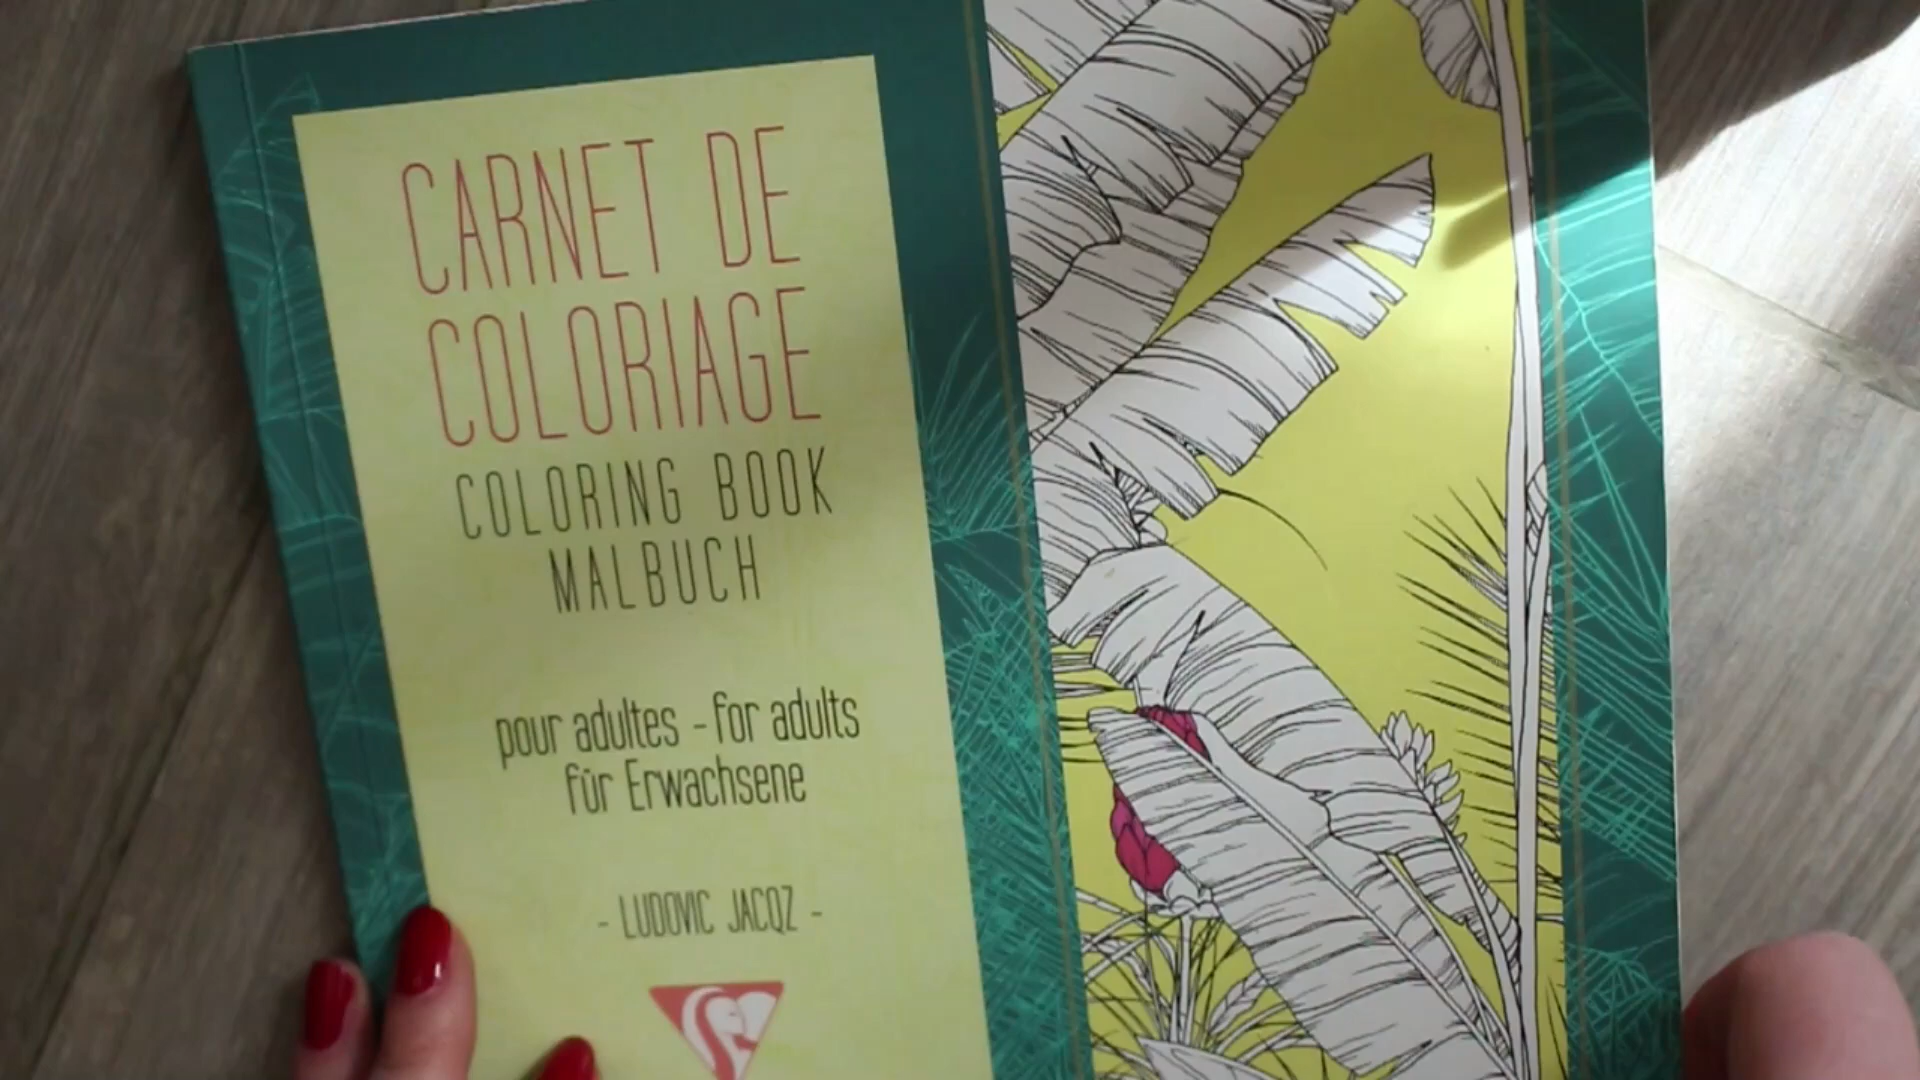 CARNET DE
COLORIAGE
COLORING BOOK
MALBUCH
pour adultes - for adults
für Erwachsene
- LUDOVIC JACQZ -